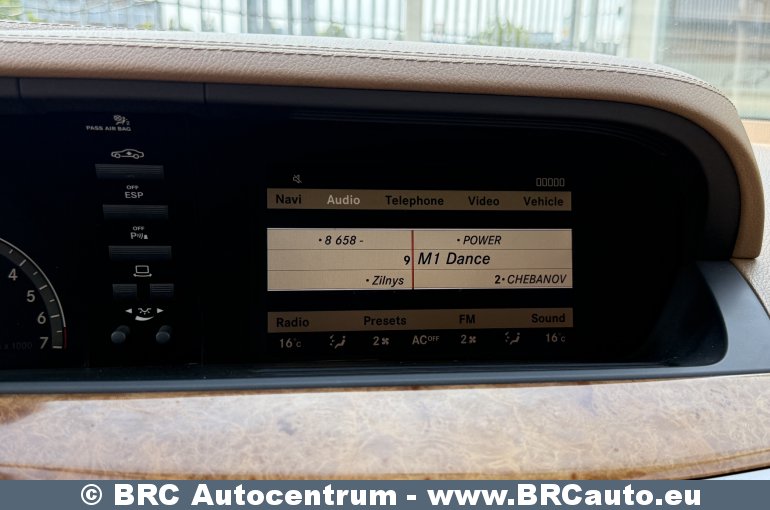 PASS AIR BAG
OFF
ESP
OFF
P
4
5
6
7
x 1000
Navi Audio Telephone Video Vehicle
• 8 658 - • POWER
9 M1 Dance
• Zilnys 2 • CHEBANOV
Radio Presets FM Sound
16°C 2 AC OFF 2 16°C
© BRC Autocentrum - www.BRCauto.eu